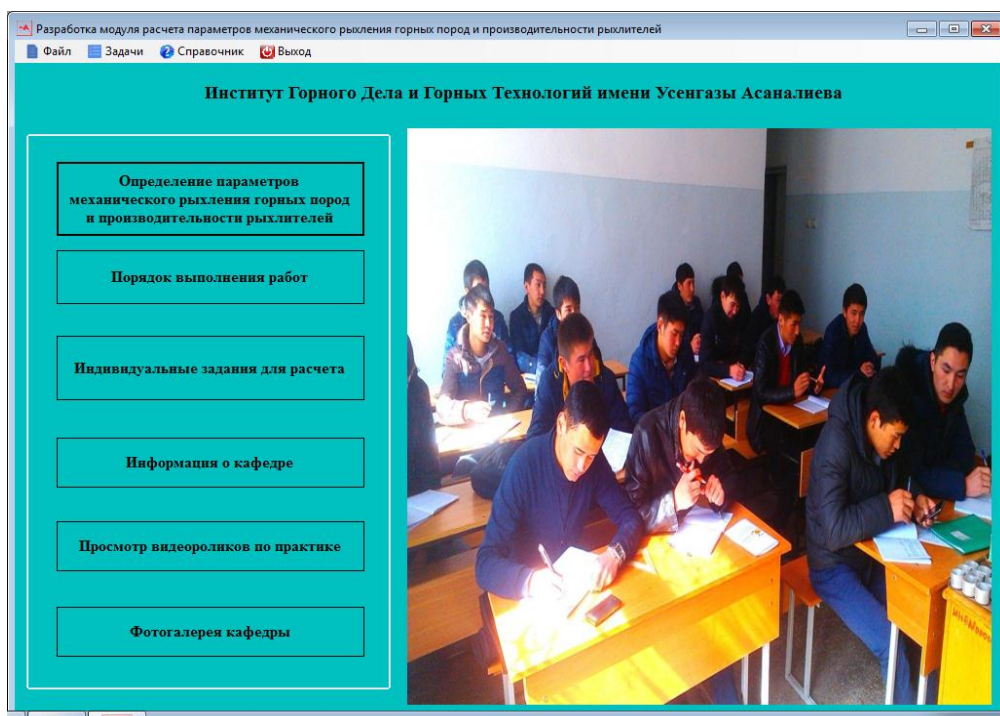 Разработка модуля расчета параметров механического рыхления горных пород и производительности рыхлителей
Файл Задачи Справочник Выход
Институт Горного Дела и Горных Технологий имени Усенгазы Асаналиева
Определение параметров
механического рыхления горных пород
и производительности рыхлителей
Порядок выполнения работ
Индивидуальные задания для расчета
Информация о кафедре
Просмотр видеороликов по практике
Фотогалерея кафедры